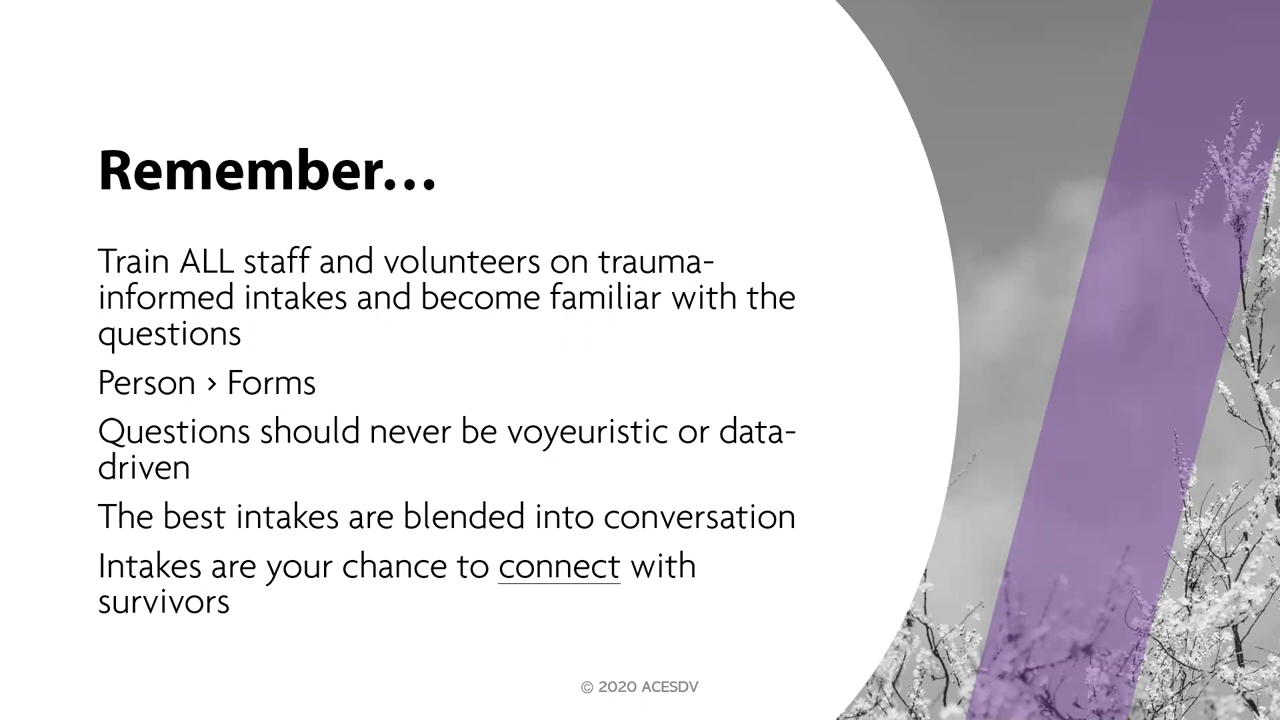 Remember…
Train ALL staff and volunteers on trauma-
informed intakes and become familiar with the
questions
Person > Forms
Questions should never be voyeuristic or data-
driven
The best intakes are blended into conversation
Intakes are your chance to connect with
survivors
© 2020 ACESDV